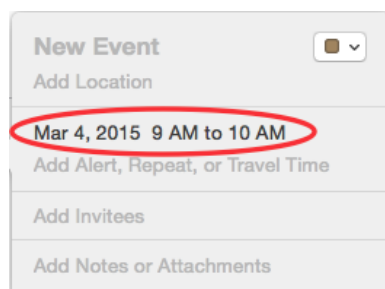 New Event
Add Location
Mar 4, 2015 9 AM to 10 AM
Add Alert, Repeat, or Travel Time
Add Invitees
Add Notes or Attachments